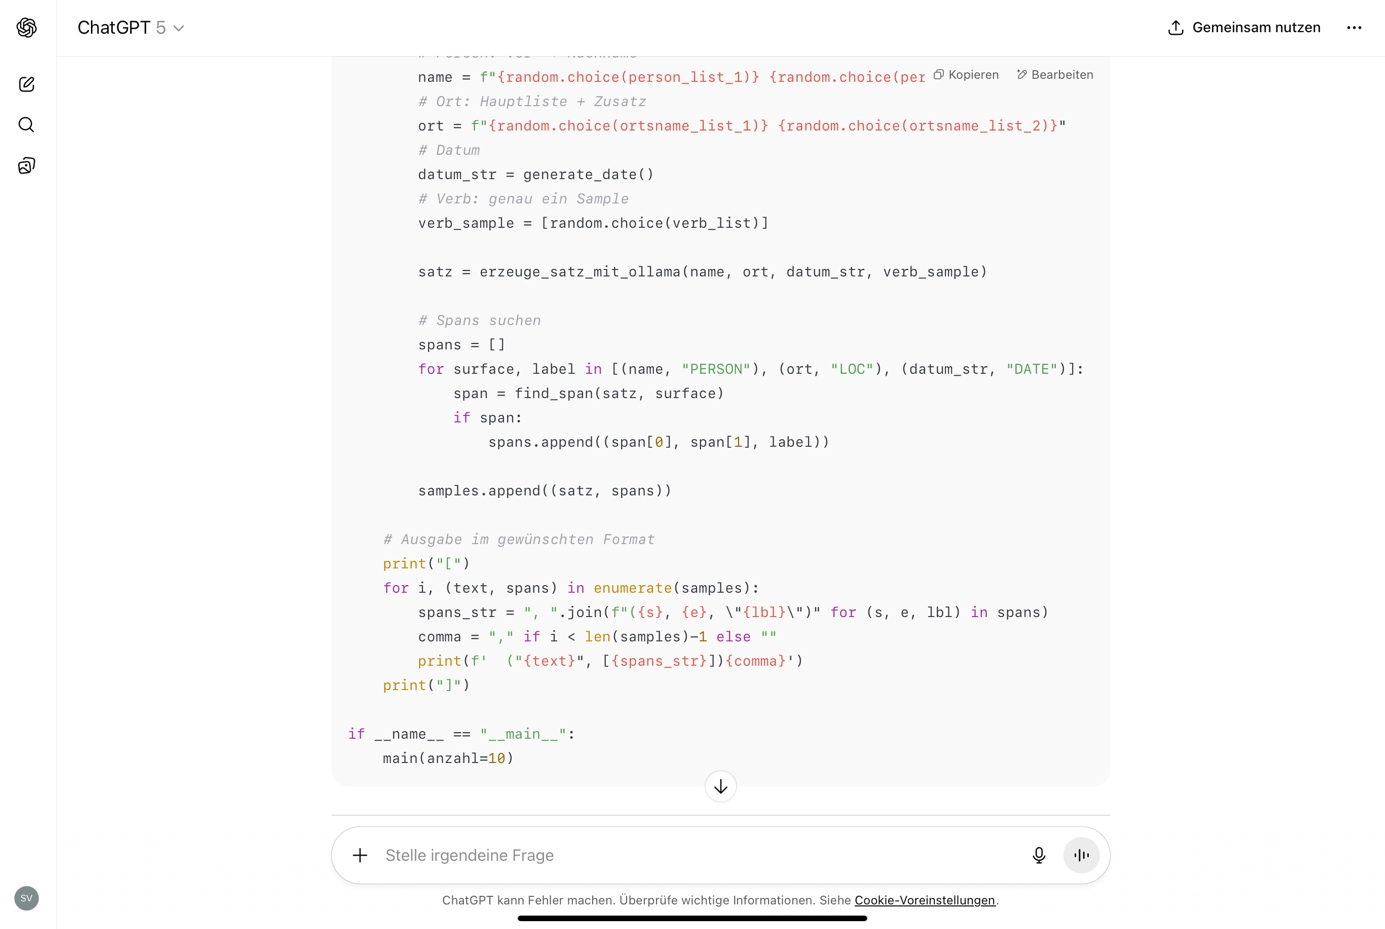 ChatGPT 5
Gemeinsam nutzen
name = f"{random.choice(person_list_1)} {random.choice(per
Kopieren
Bearbeiten
# Ort: Hauptliste + Zusatz
ort = f"{random.choice(ortsname_list_1)} {random.choice(ortsname_list_2)}"
# Datum
datum_str = generate_date()
# Verb: genau ein Sample
verb_sample = [random.choice(verb_list)]
satz = erzeuge_satz_mit_ollama(name, ort, datum_str, verb_sample)
# Spans suchen
spans = []
for surface, label in [(name, "PERSON"), (ort, "LOC"), (datum_str, "DATE")]:
span = find_span(satz, surface)
if span:
spans.append((span[0], span[1], label))
samples.append((satz, spans))
# Ausgabe im gewünschten Format
print("[")
for i, (text, spans) in enumerate(samples):
spans_str = ", ".join(f"({s}, {e}, \"{lbl}\")" for (s, e, lbl) in spans)
comma = "," if i < len(samples)-1 else ""
print(f'  ("{text}", [{spans_str}]){comma}')
print("]")
if __name__ == "__main__":
main(anzahl=10)
Stelle irgendeine Frage
SV
ChatGPT kann Fehler machen. Überprüfe wichtige Informationen. Siehe Cookie-Voreinstellungen.